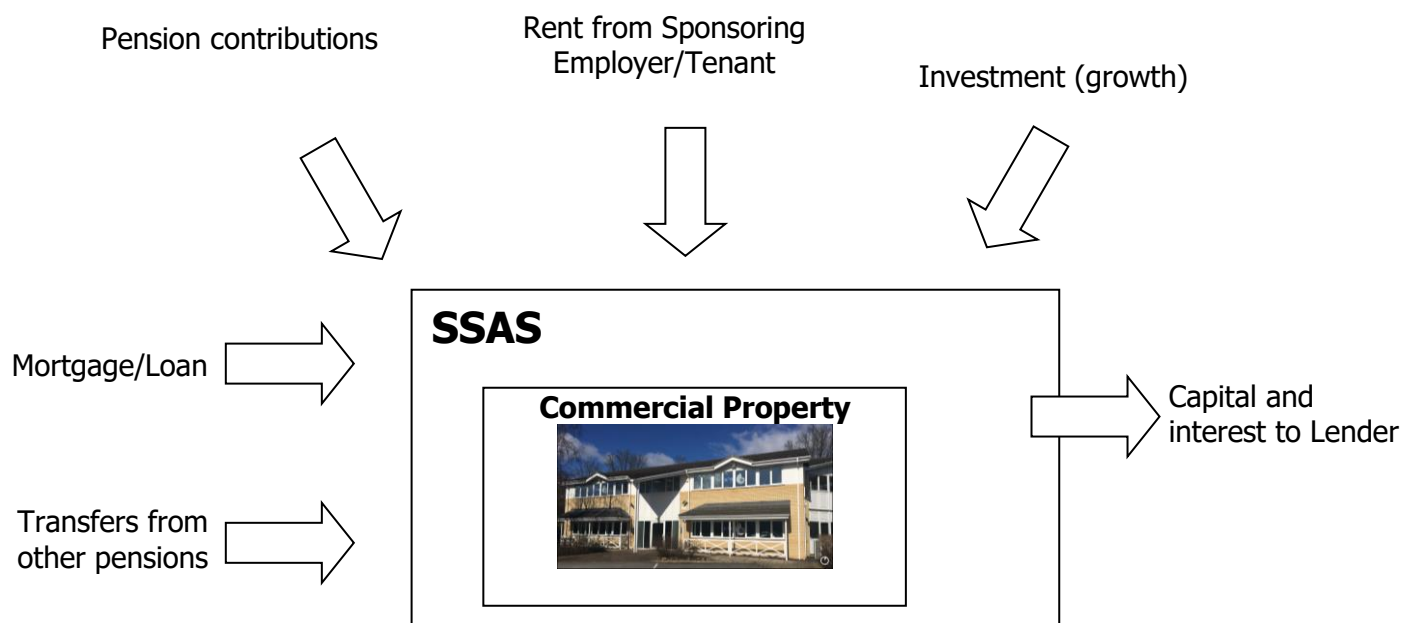 Pension contributions
Rent from Sponsoring
Employer/Tenant
Investment (growth)
SSAS
Mortgage/Loan
Commercial Property
Capital and
interest to Lender
Transfers from
other pensions